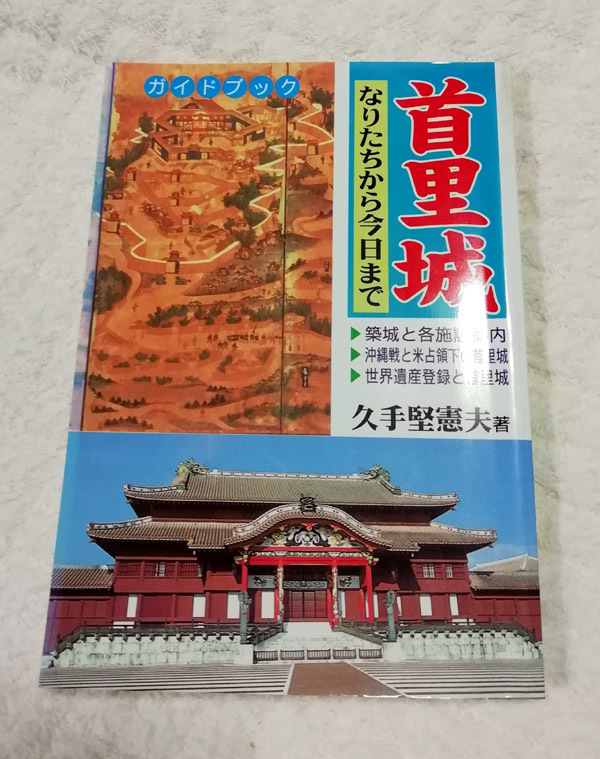 ガイドブック
首里城
なりたちから今日まで
▶築城と各施設案内
▶沖縄戦と米占領下の首里城
▶世界遺産登録と首里城
久手堅憲夫著